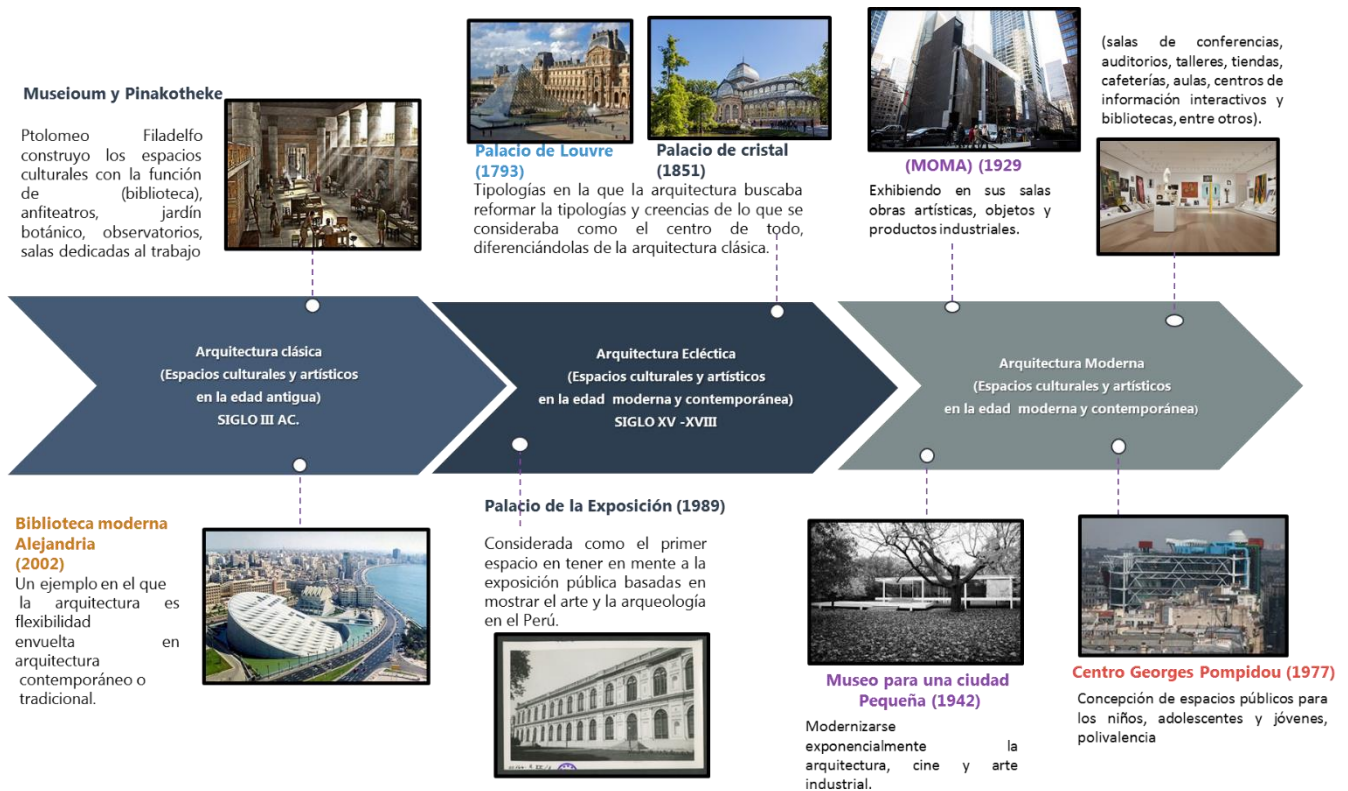 Museioum y Pinakotheke
Ptolomeo Filadelfo
construyo los espacios
culturales con la función
de (biblioteca),
anfiteatros, jardín
botánico, observatorios,
salas dedicadas al trabajo
Palacio de Louvre
(1793)
Palacio de cristal
(1851)
Tipologías en la que la arquitectura buscaba
reformar la tipologías y creencias de lo que se
consideraba como el centro de todo,
diferenciándolas de la arquitectura clásica.
(MOMA) (1929
Exhibiendo en sus salas
obras artísticas, objetos y
productos industriales.
(salas de conferencias,
auditorios, talleres, tiendas,
cafeterías, aulas, centros de
información interactivos y
bibliotecas, entre otros).
Arquitectura clásica
(Espacios culturales y artísticos
en la edad antigua)
SIGLO III AC.
Arquitectura Ecléctica
(Espacios culturales y artísticos
en la edad moderna y contemporánea)
SIGLO XV -XVIII
Arquitectura Moderna
(Espacios culturales y artísticos
en la edad moderna y contemporánea)
Biblioteca moderna
Alejandria
(2002)
Un ejemplo en el que
la arquitectura es
flexibilidad
envuelta en
arquitectura
contemporáneo o
tradicional.
Palacio de la Exposición (1989)
Considerada como el primer
espacio en tener en mente a la
exposición pública basadas en
mostrar el arte y la arqueología
en el Perú.
Museo para una ciudad
Pequeña (1942)
Modernizarse
exponencialmente la
arquitectura, cine y arte
industrial.
Centro Georges Pompidou (1977)
Concepción de espacios públicos para
los niños, adolescentes y jóvenes,
polivalencia